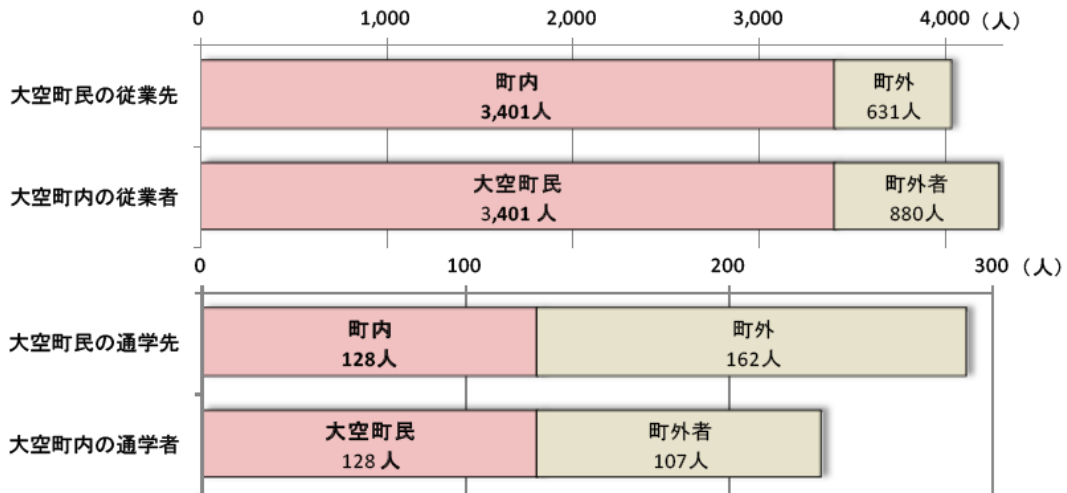 0 1,000 2,000 3,000 4,000 （人）
大空町民の従業先
町内
3,401人
町外
631人
大空町内の従業者
大空町民
3,401 人
町外者
880人
0 100 200 300 （人）
大空町民の通学先
町内
128人
町外
162人
大空町内の通学者
大空町民
128 人
町外者
107人